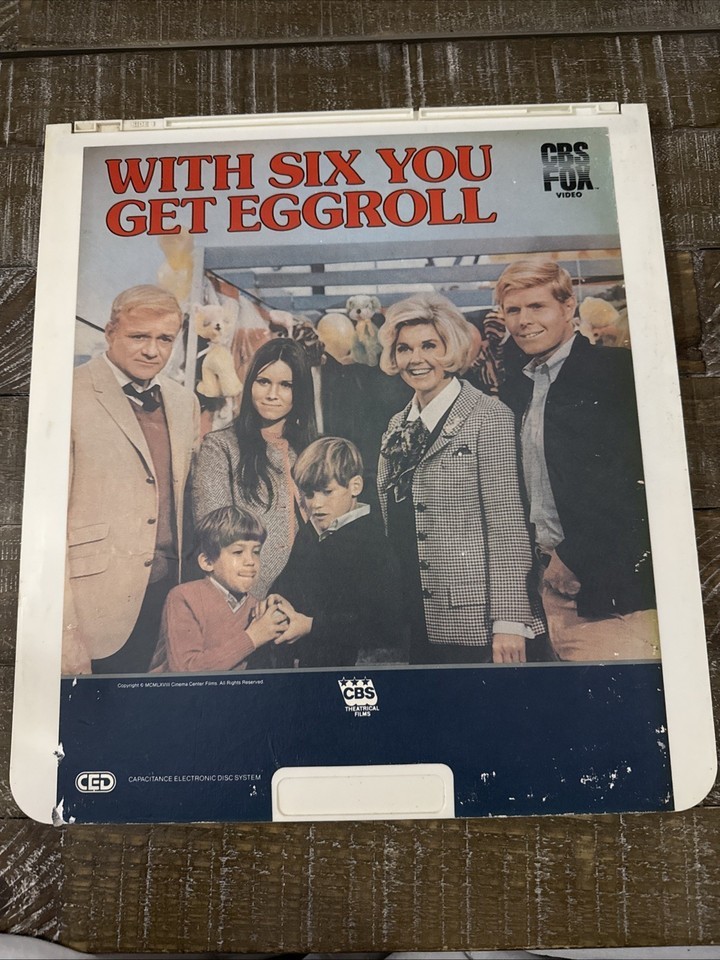 WITH SIX YOU
GET EGGROLL
CBS
FOX
VIDEO
Copyright © MCMLXVIII Cinema Center Films. All Rights Reserved.
CBS
THEATRICAL
FILMS
CED
CAPACITANCE ELECTRONIC DISC SYSTEM